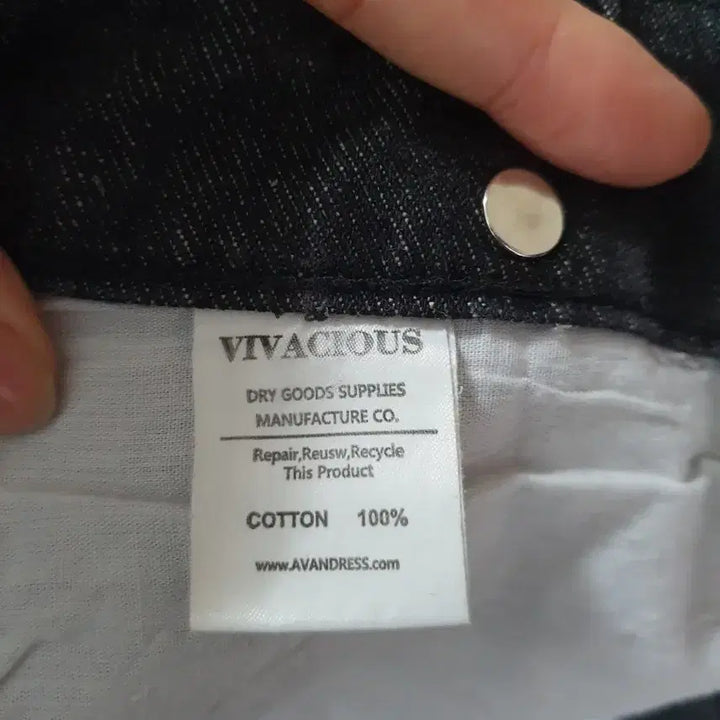 VIVACIOUS
DRY GOODS SUPPLIES
MANUFACTURE CO.
Repair,Reusw,Recycle
This Product
COTTON 100%
www.AVANDRESS.com